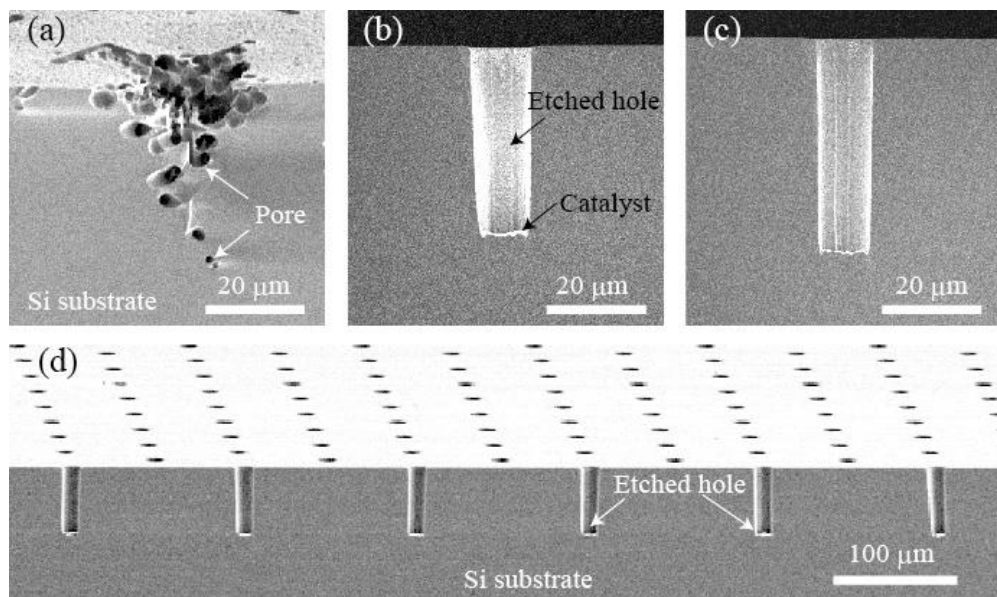 (a)
Pore
Si substrate
20 μm
(b)
Etched hole
Catalyst
20 μm
(c)
20 μm
(d)
Etched hole
100 μm
Si substrate